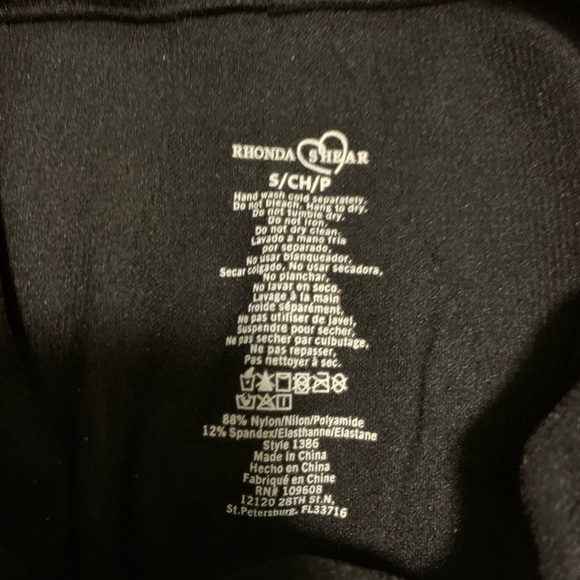 RHONDA SHEAR
S/CH/P
Hand wash cold separately.
Do not bleach. Hang to dry.
Do not tumble dry.
Do not iron.
Do not dry clean.
Lavado a mano fria
por separado.
No usar blanqueador.
Secar colgado. No usar secadora,
No planchar.
No lavar en seco.
Lavage à la main
froide séparément.
Ne pas utiliser de javel,
Suspendre pour secher,
Ne pas secher par culbutage,
Ne pas repasser,
Pas nettoyer à sec.
88% Nylon/Nilon/Polyamide
12% Spandex/Elasthanne/Elastane
Style 1386
Made in China
Hecho en China
Fabriqué en Chine
RN# 109608
12120 28TH St.N,
St.Petersburg, FL33716